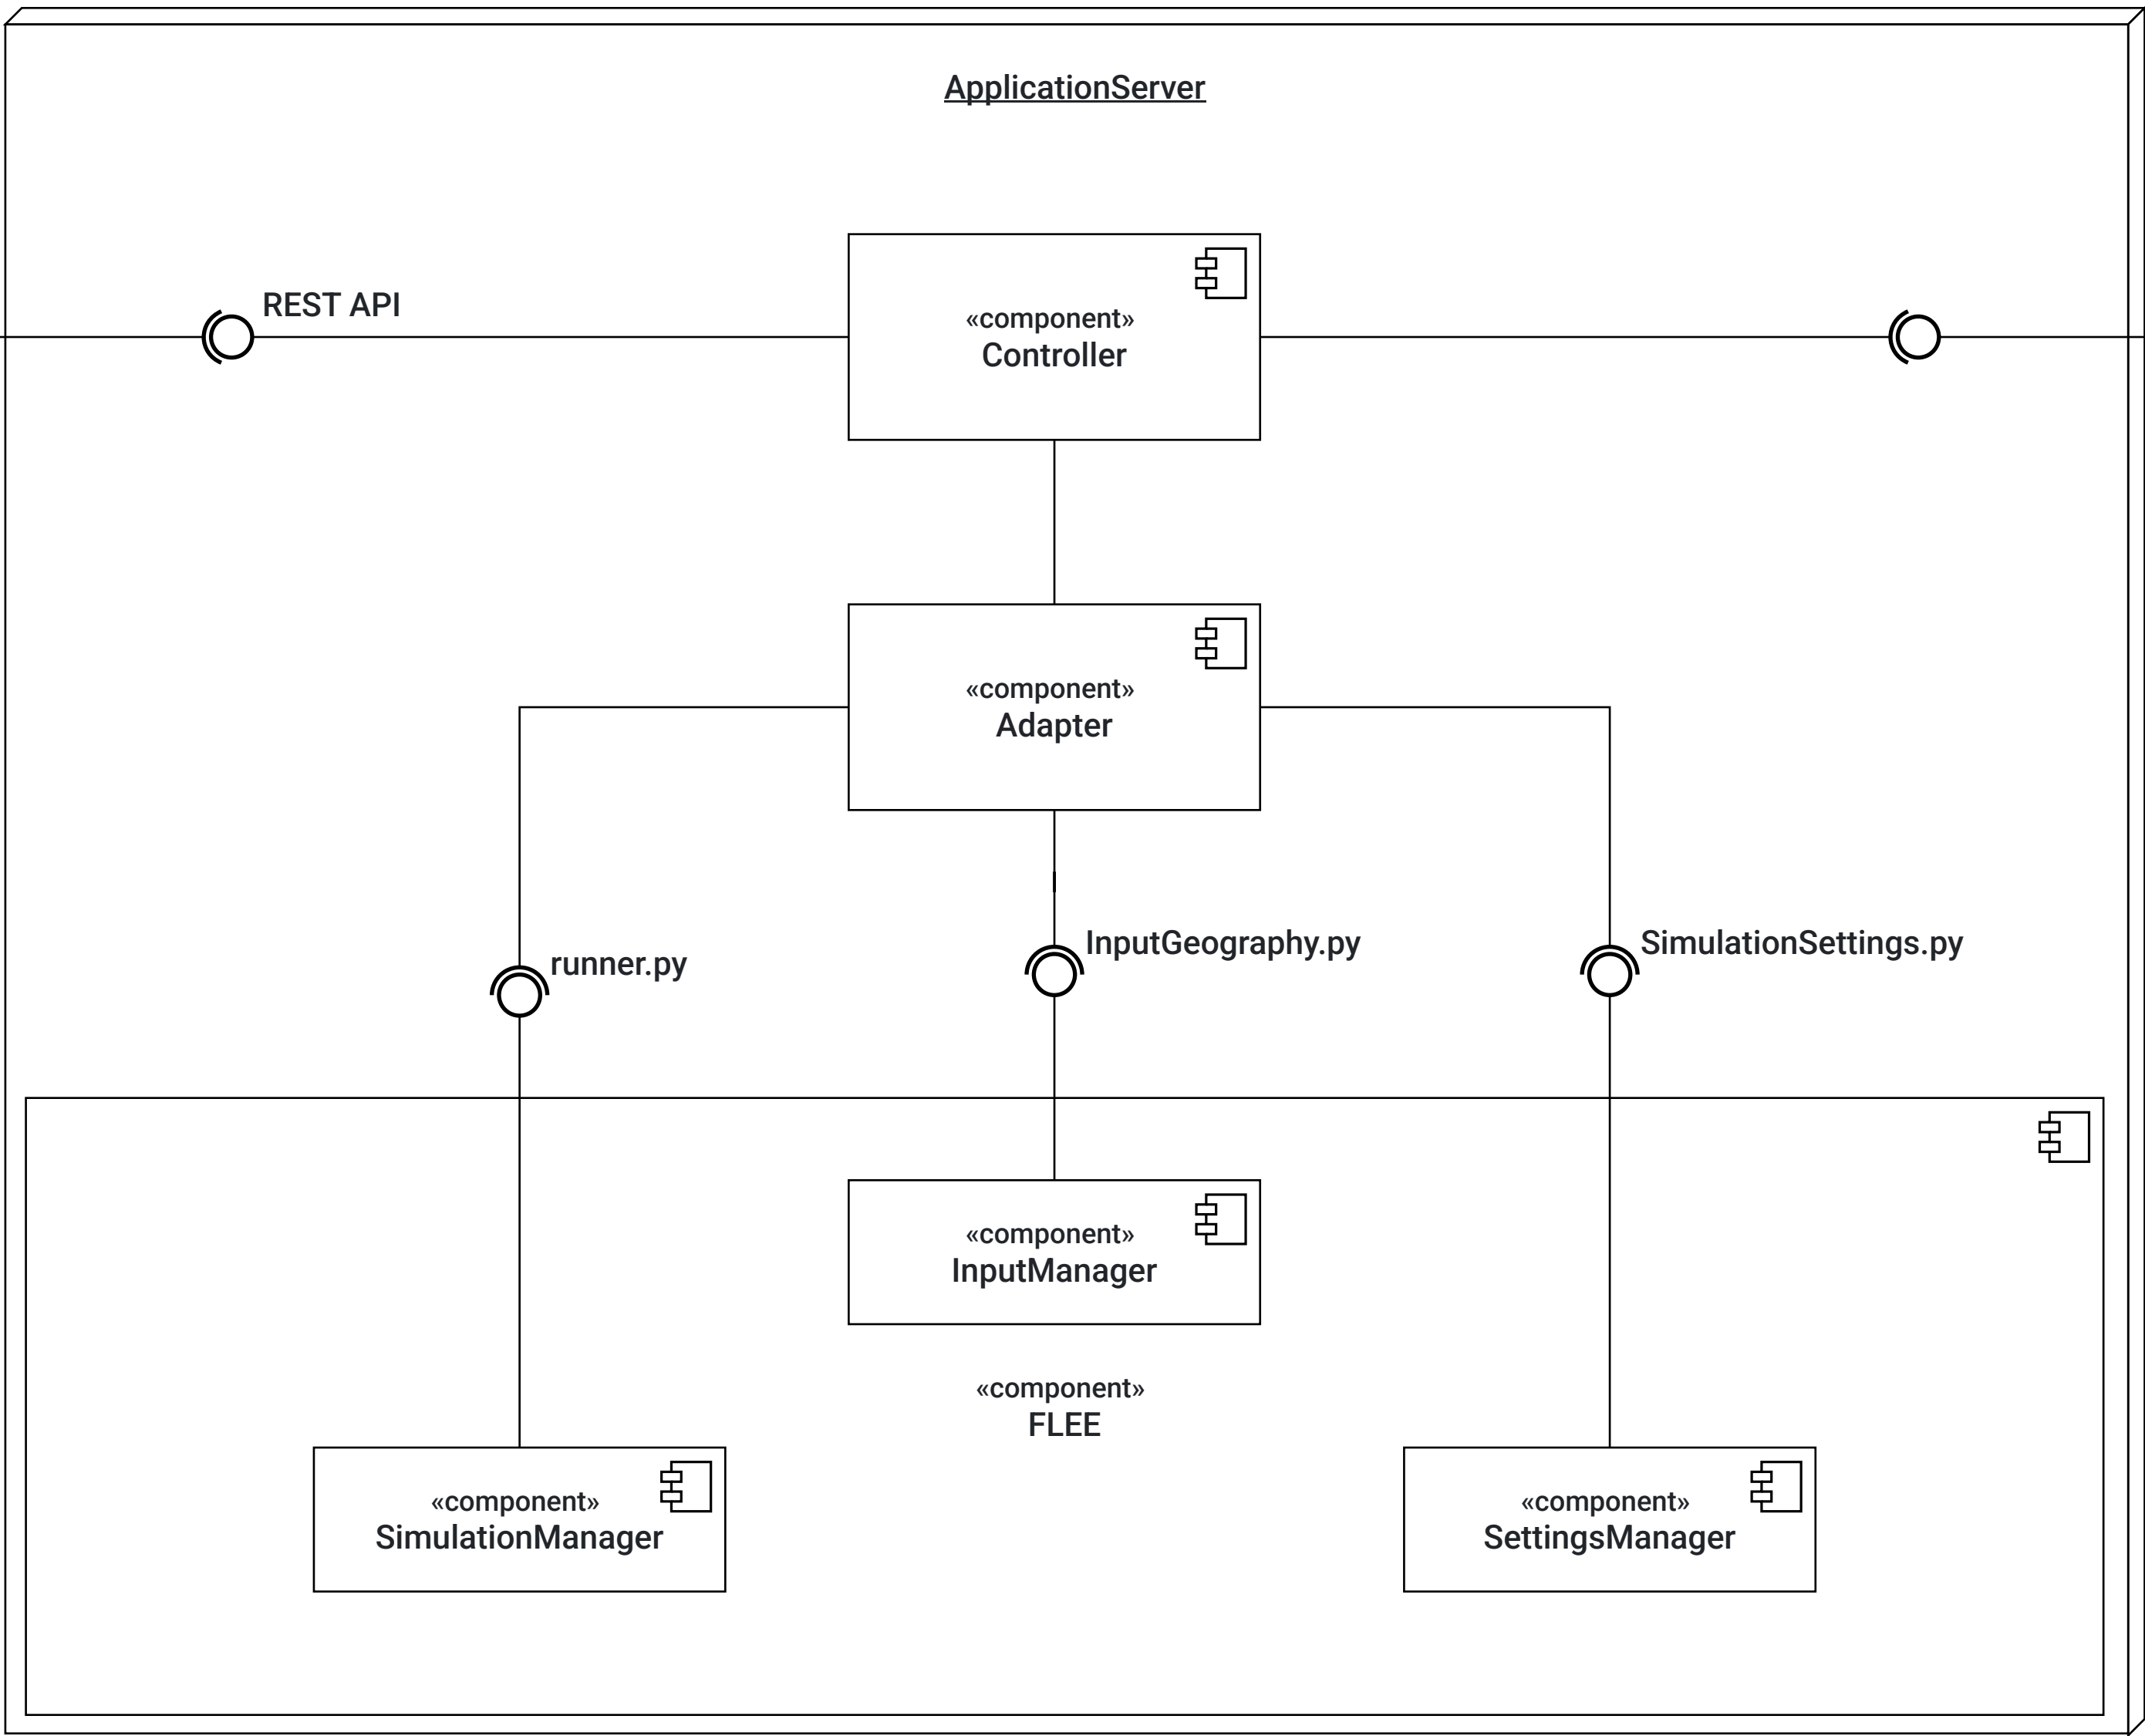 ApplicationServer
REST API
«component»
Controller
«component»
Adapter
runner.py
InputGeography.py
SimulationSettings.py
«component»
InputManager
«component»
FLEE
«component»
SimulationManager
«component»
SettingsManager